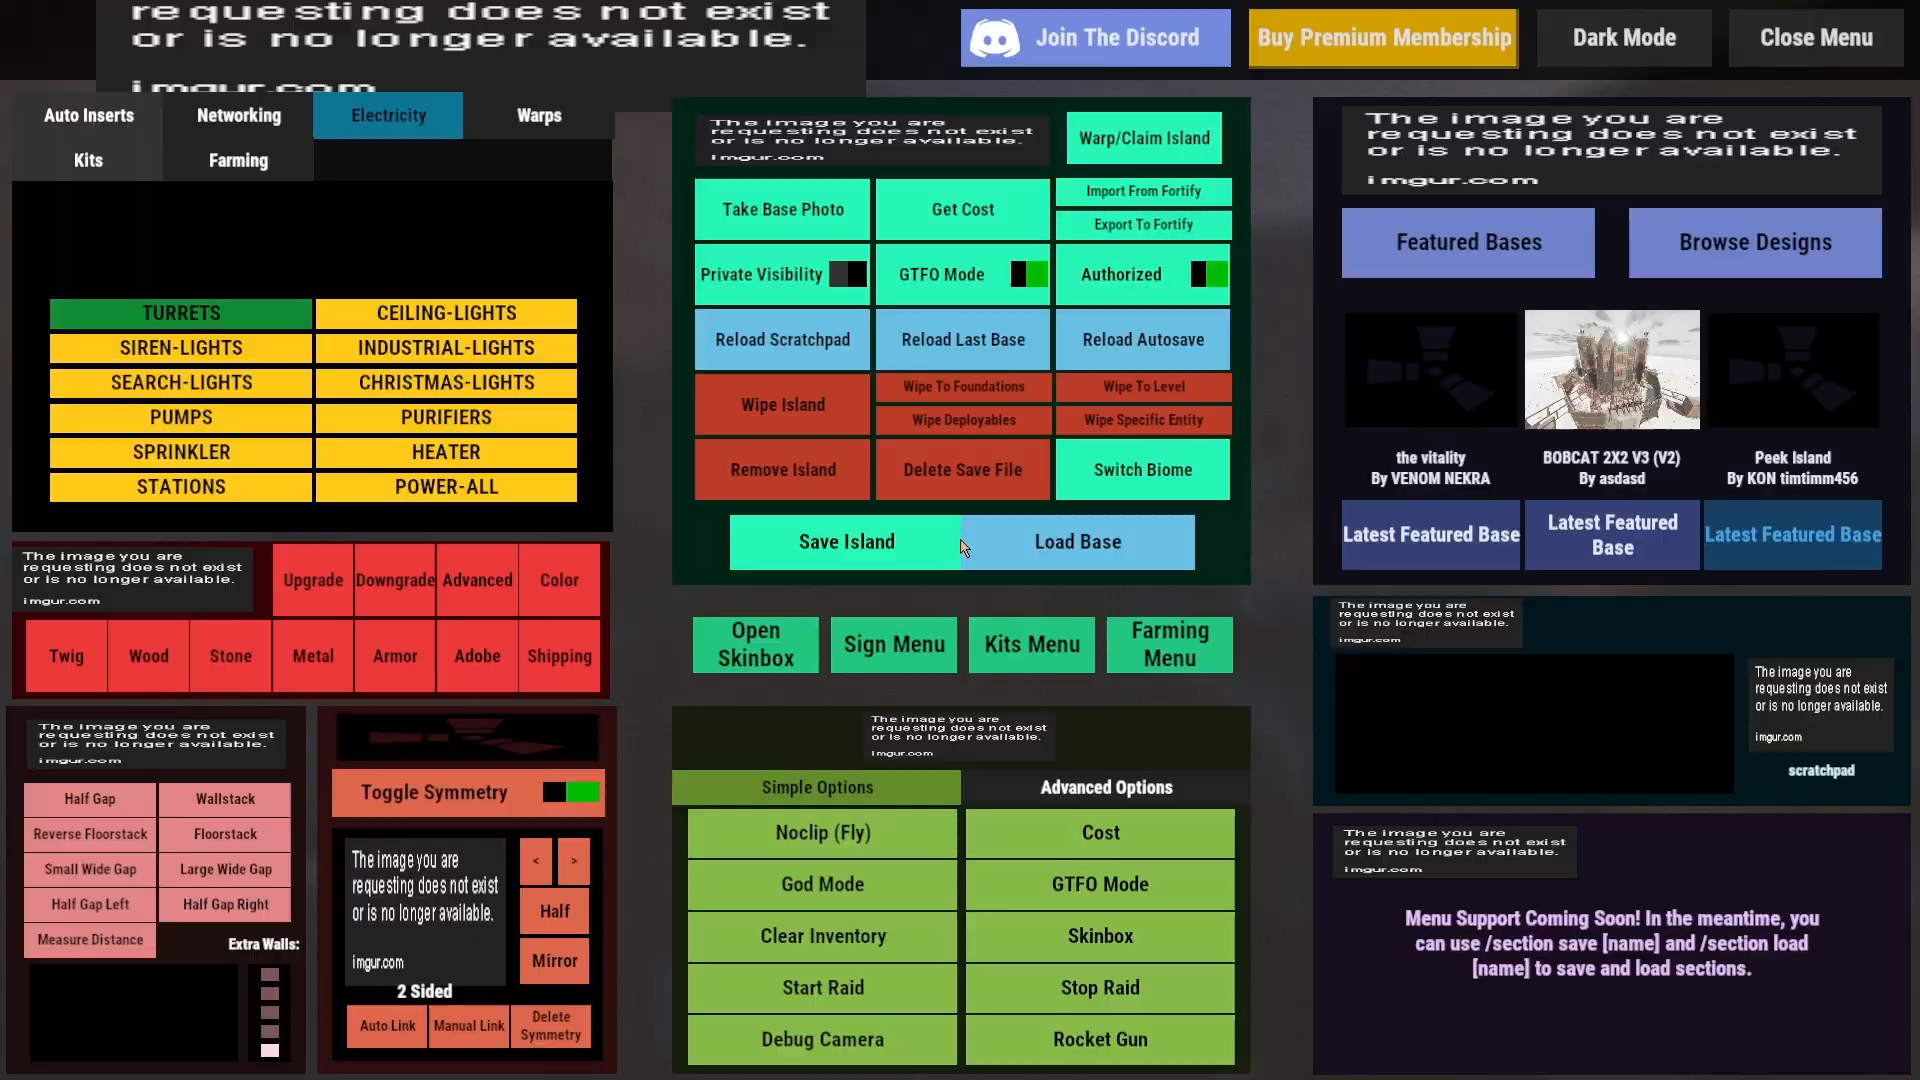 requesting does not exist
or is no longer available.
imgur.com
Join The Discord
Buy Premium Membership
Dark Mode
Close Menu
Auto Inserts
Networking
Electricity
Warps
Kits
Farming
TURRETS
CEILING-LIGHTS
SIREN-LIGHTS
INDUSTRIAL-LIGHTS
SEARCH-LIGHTS
CHRISTMAS-LIGHTS
PUMPS
PURIFIERS
SPRINKLER
HEATER
STATIONS
POWER-ALL
The image you are
requesting does not exist
or is no longer available.
imgur.com
Warp/Claim Island
Take Base Photo
Get Cost
Import From Fortify
Export To Fortify
Private Visibility
GTFO Mode
Authorized
Reload Scratchpad
Reload Last Base
Reload Autosave
Wipe Island
Wipe To Foundations
Wipe To Level
Wipe Deployables
Wipe Specific Entity
Remove Island
Delete Save File
Switch Biome
Save Island
Load Base
The image you are
requesting does not exist
or is no longer available.
imgur.com
Featured Bases
Browse Designs
the vitality
By VENOM NEKRA
BOBCAT 2X2 V3 (V2)
By asdasd
Peek Island
By KON timtimm456
Latest Featured Base
Latest Featured
Base
Latest Featured Base
The image you are
requesting does not exist
or is no longer available.
imgur.com
Upgrade
Downgrade
Advanced
Color
Twig
Wood
Stone
Metal
Armor
Adobe
Shipping
Open
Skinbox
Sign Menu
Kits Menu
Farming
Menu
The image you are
requesting does not exist
or is no longer available.
imgur.com
The image you are
requesting does not exist
or is no longer available.
imgur.com
scratchpad
The image you are
requesting does not exist
or is no longer available.
imgur.com
Half Gap
Wallstack
Reverse Floorstack
Floorstack
Small Wide Gap
Large Wide Gap
Half Gap Left
Half Gap Right
Measure Distance
Extra Walls:
Toggle Symmetry
The image you are
requesting does not exist
or is no longer available.
imgur.com
<
>
Half
Mirror
2 Sided
Auto Link
Manual Link
Delete
Symmetry
The image you are
requesting does not exist
or is no longer available.
imgur.com
Simple Options
Advanced Options
Noclip (Fly)
Cost
God Mode
GTFO Mode
Clear Inventory
Skinbox
Start Raid
Stop Raid
Debug Camera
Rocket Gun
The image you are
requesting does not exist
or is no longer available.
imgur.com
Menu Support Coming Soon! In the meantime, you
can use /section save [name] and /section load
[name] to save and load sections.